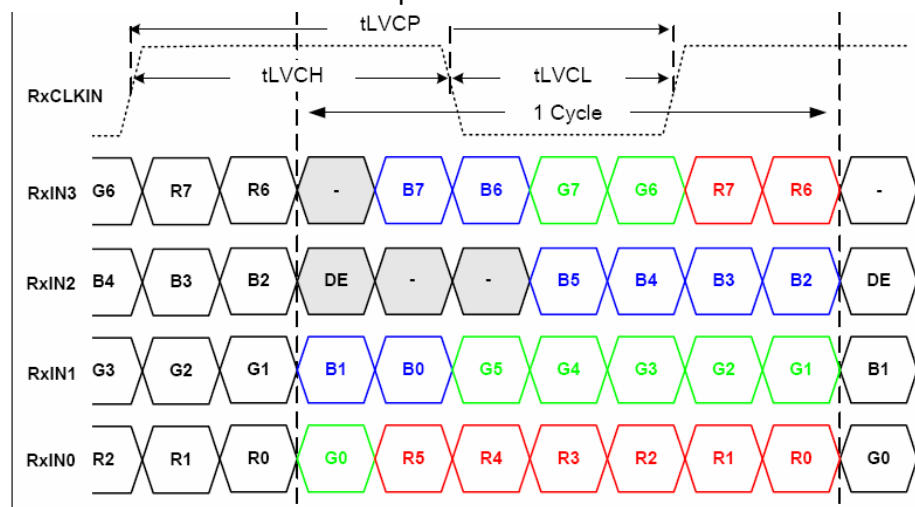 tLVCP
tLVCH tLVCL
RxCLKIN
1 Cycle
RxIN3 G6 R7 R6 - B7 B6 G7 G6 R7 R6 -
RxIN2 B4 B3 B2 DE - - B5 B4 B3 B2 DE
RxIN1 G3 G2 G1 B1 B0 G5 G4 G3 G2 G1 B1
RxIN0 R2 R1 R0 G0 R5 R4 R3 R2 R1 R0 G0